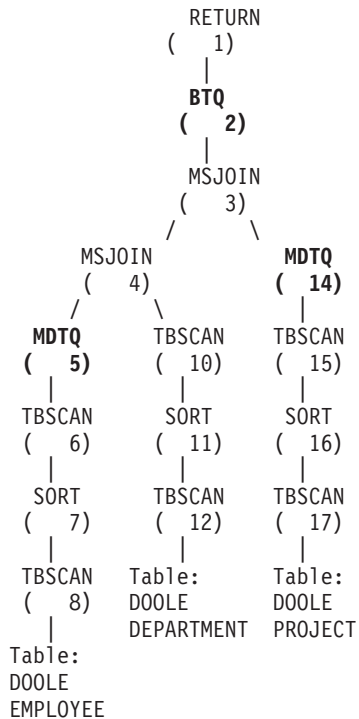 RETURN
( 1)
|
BTQ
( 2)
|
MSJOIN
( 3)
/ \
MSJOIN MDTQ
( 4) ( 14)
/ \ |
MDTQ TBSCAN TBSCAN
( 5) ( 10) ( 15)
| | |
TBSCAN SORT SORT
( 6) ( 11) ( 16)
| | |
SORT TBSCAN TBSCAN
( 7) ( 12) ( 17)
| | |
TBSCAN Table: Table:
( 8) DOOLE DOOLE
| DEPARTMENT PROJECT
Table:
DOOLE
EMPLOYEE